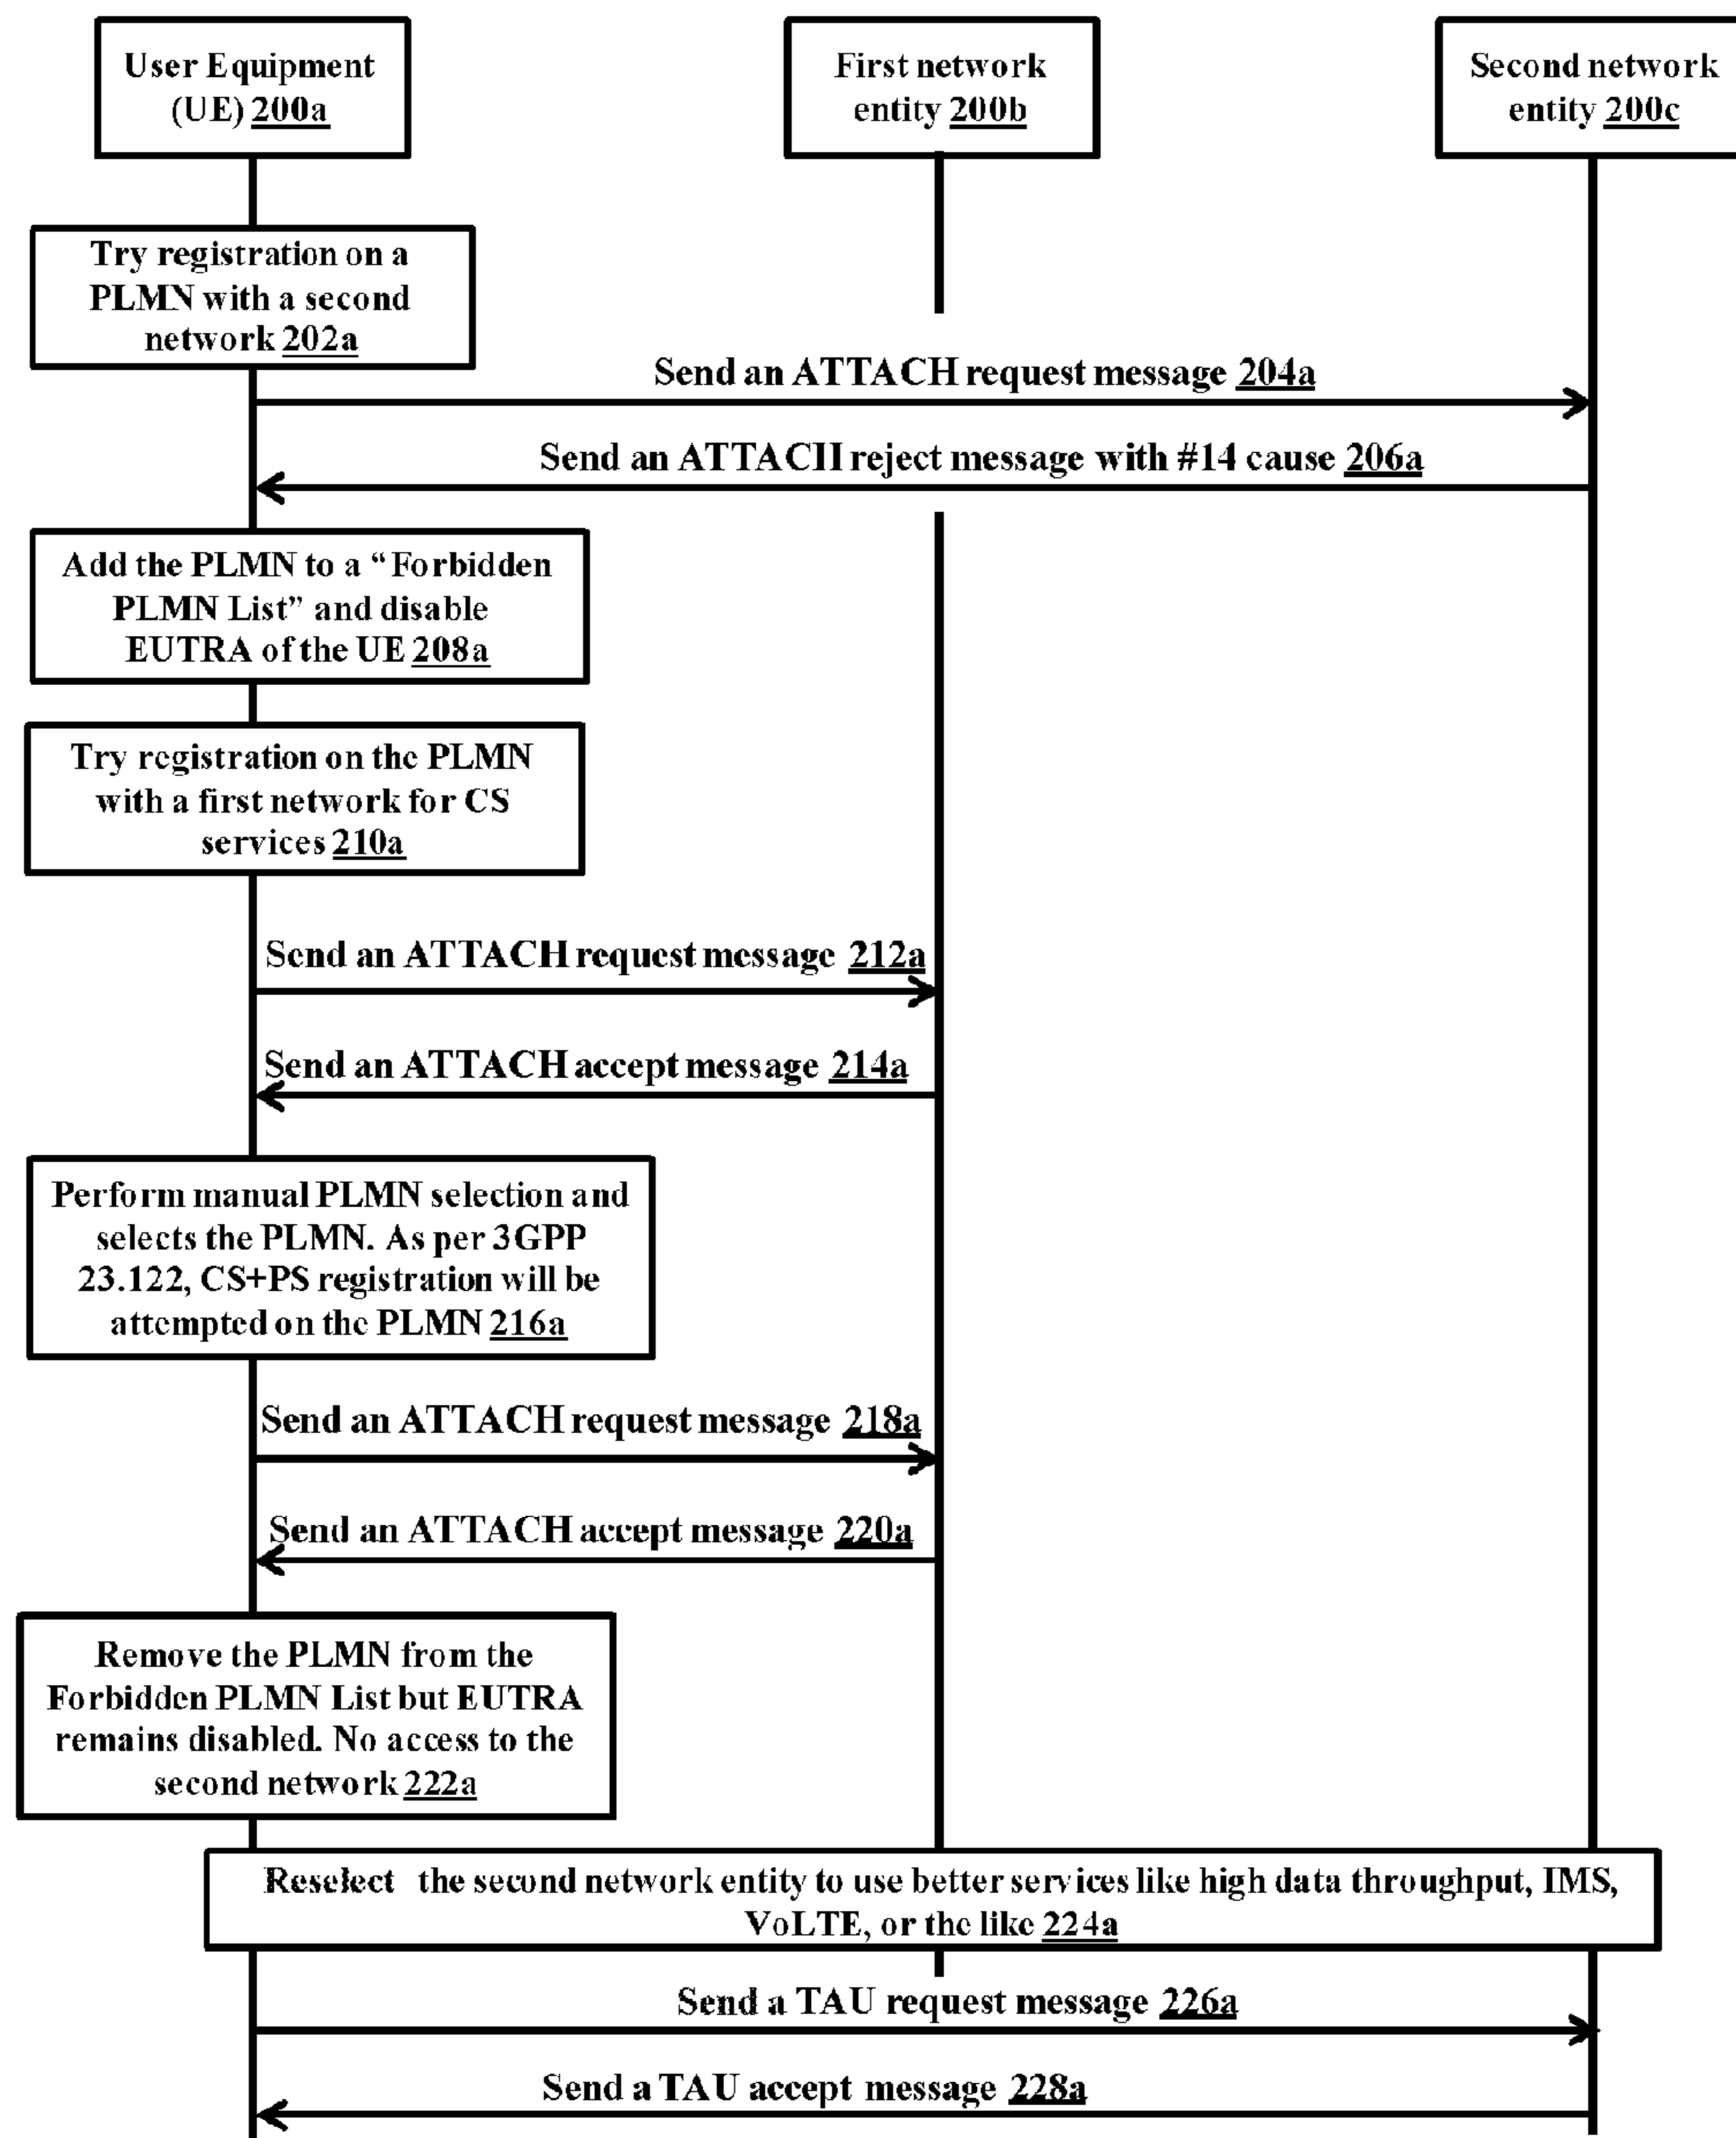 User Equipment
(UE) 200a
First network
entity 200b
Second network
entity 200c
Try registration on a
PLMN with a second
network 202a
Send an ATTACH request message 204a
Send an ATTACH reject message with #14 cause 206a
Add the PLMN to a “Forbidden
PLMN List” and disable
EUTRA of the UE 208a
Try registration on the PLMN
with a first network for CS
services 210a
Send an ATTACH request message 212a
Send an ATTACH accept message 214a
Perform manual PLMN selection and
selects the PLMN. As per 3GPP
23.122, CS+PS registration will be
attempted on the PLMN 216a
Send an ATTACH request message 218a
Send an ATTACH accept message 220a
Remove the PLMN from the
Forbidden PLMN List but EUTRA
remains disabled. No access to the
second network 222a
Reselect the second network entity to use better services like high data throughput, IMS,
VoLTE, or the like 224a
Send a TAU request message 226a
Send a TAU accept message 228a